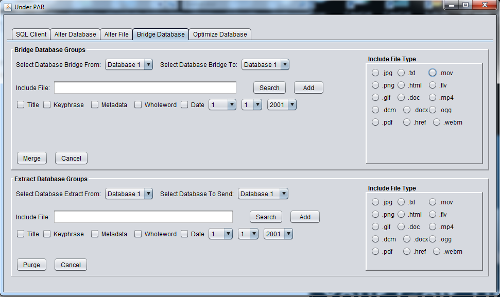 Under PAR
SQL Client Alter Database Alter File Bridge Database Optimize Database
Bridge Database Groups
Select Database Bridge From: Database 1 Select Database Bridge To: Database 1
Include File: Search Add
Title Keyphrase Metadata Wholeword Date 1 1 2001
Merge Cancel
Include File Type
.jpg .txt .mov
.png .html .flv
.gif .doc .mp4
.dcm .docx .ogg
.pdf .href .webm
Extract Database Groups
Select Database Extract From: Database 1 Select Database To Send: Database 1
Include File: Search Add
Title Keyphrase Metadata Wholeword Date 1 1 2001
Purge Cancel
Include File Type
.jpg .txt .mov
.png .html .flv
.gif .doc .mp4
.dcm .docx .ogg
.pdf .href .webm